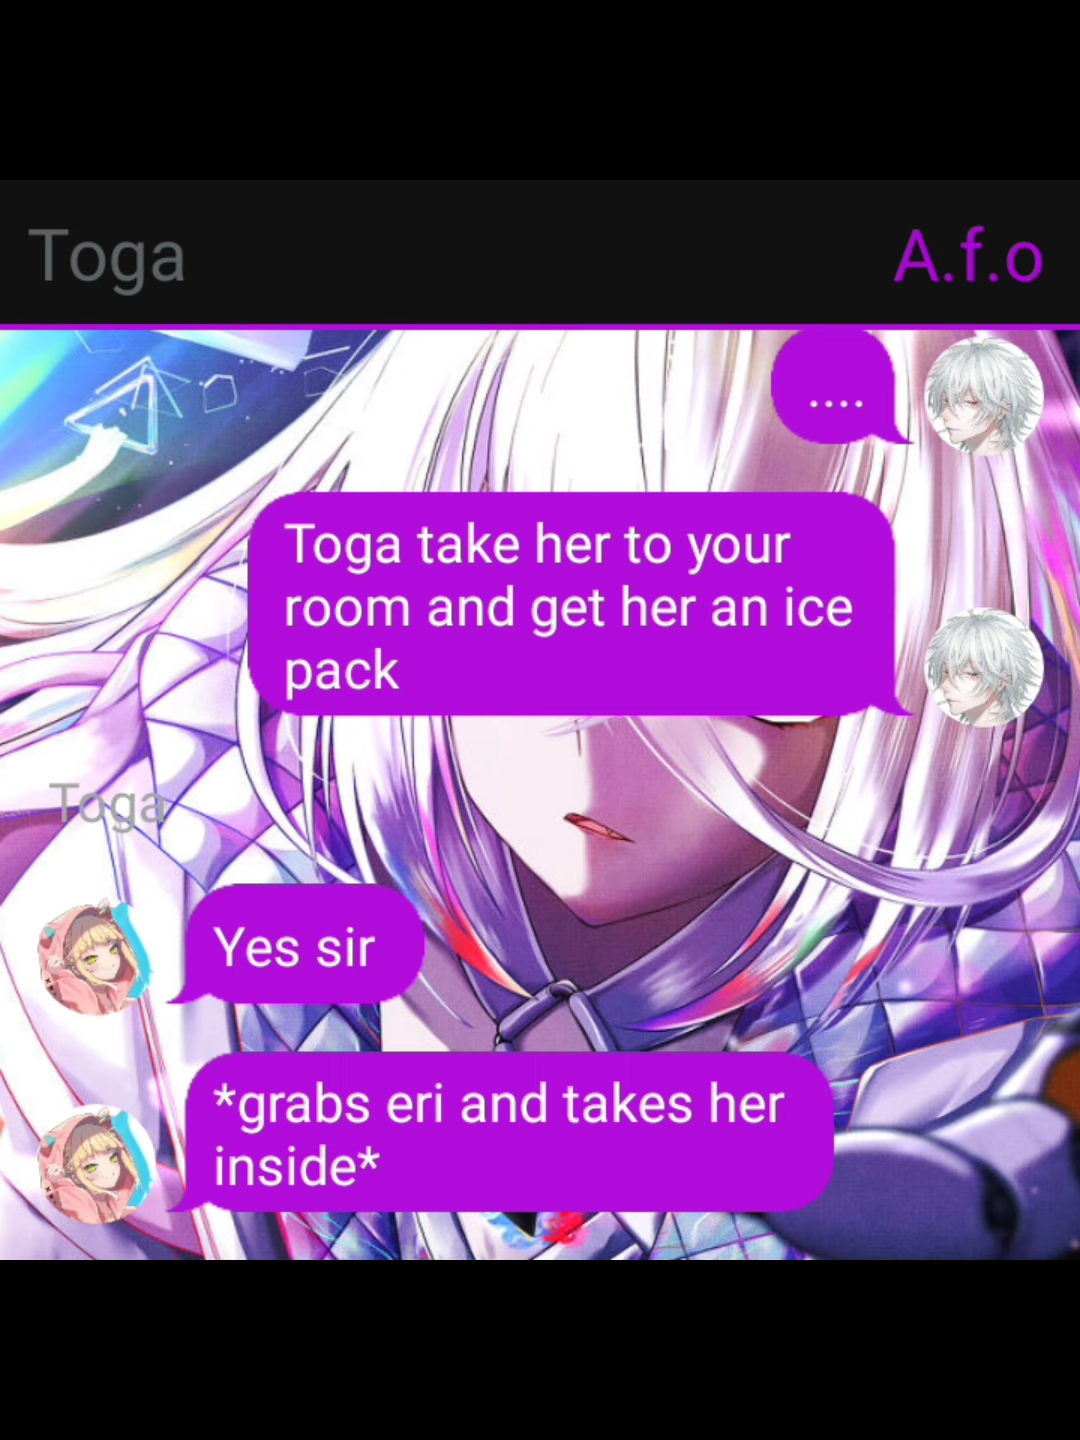 Toga A.f.o
....
Toga take her to your
room and get her an ice
pack
Toga
Yes sir
*grabs eri and takes her
inside*